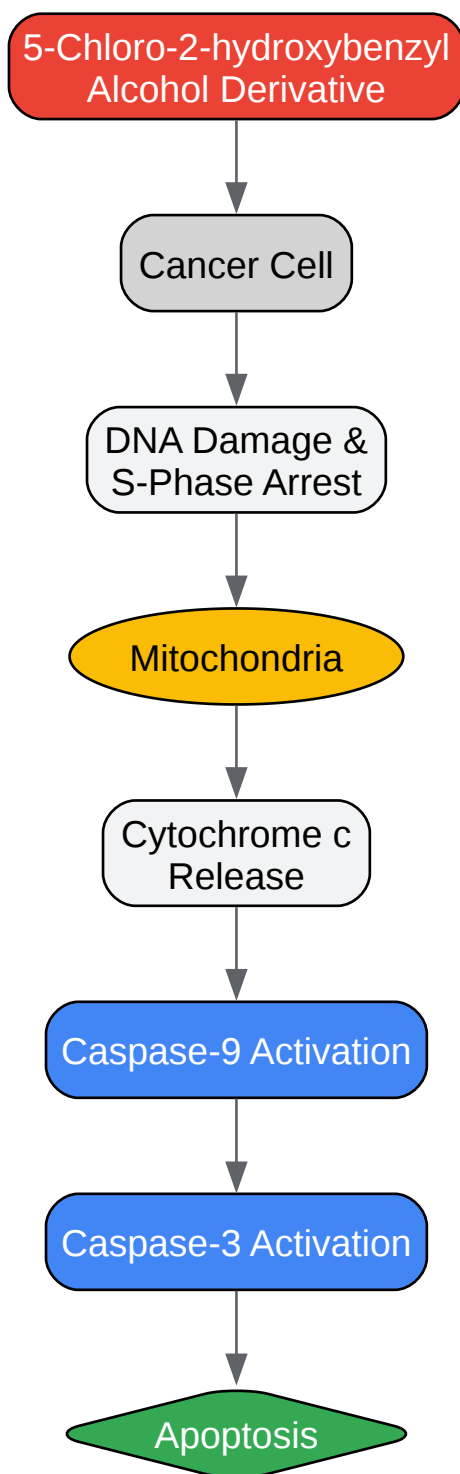 5-Chloro-2-hydroxybenzyl
Alcohol Derivative
Cancer Cell
DNA Damage &
S-Phase Arrest
Mitochondria
Cytochrome c
Release
Caspase-9 Activation
Caspase-3 Activation
Apoptosis